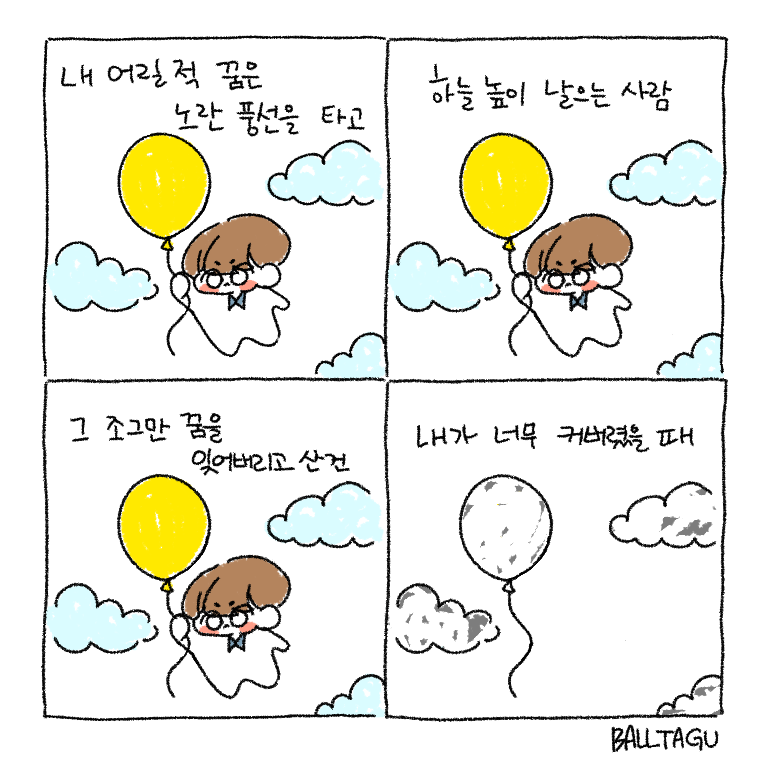 내 어릴적 꿈은
노란 풍선을 타고
하늘 높이 날으는 사람
그 조그만 꿈을
잊어버리고 산건
내가 너무 커버렸을 때
BALLTAGU